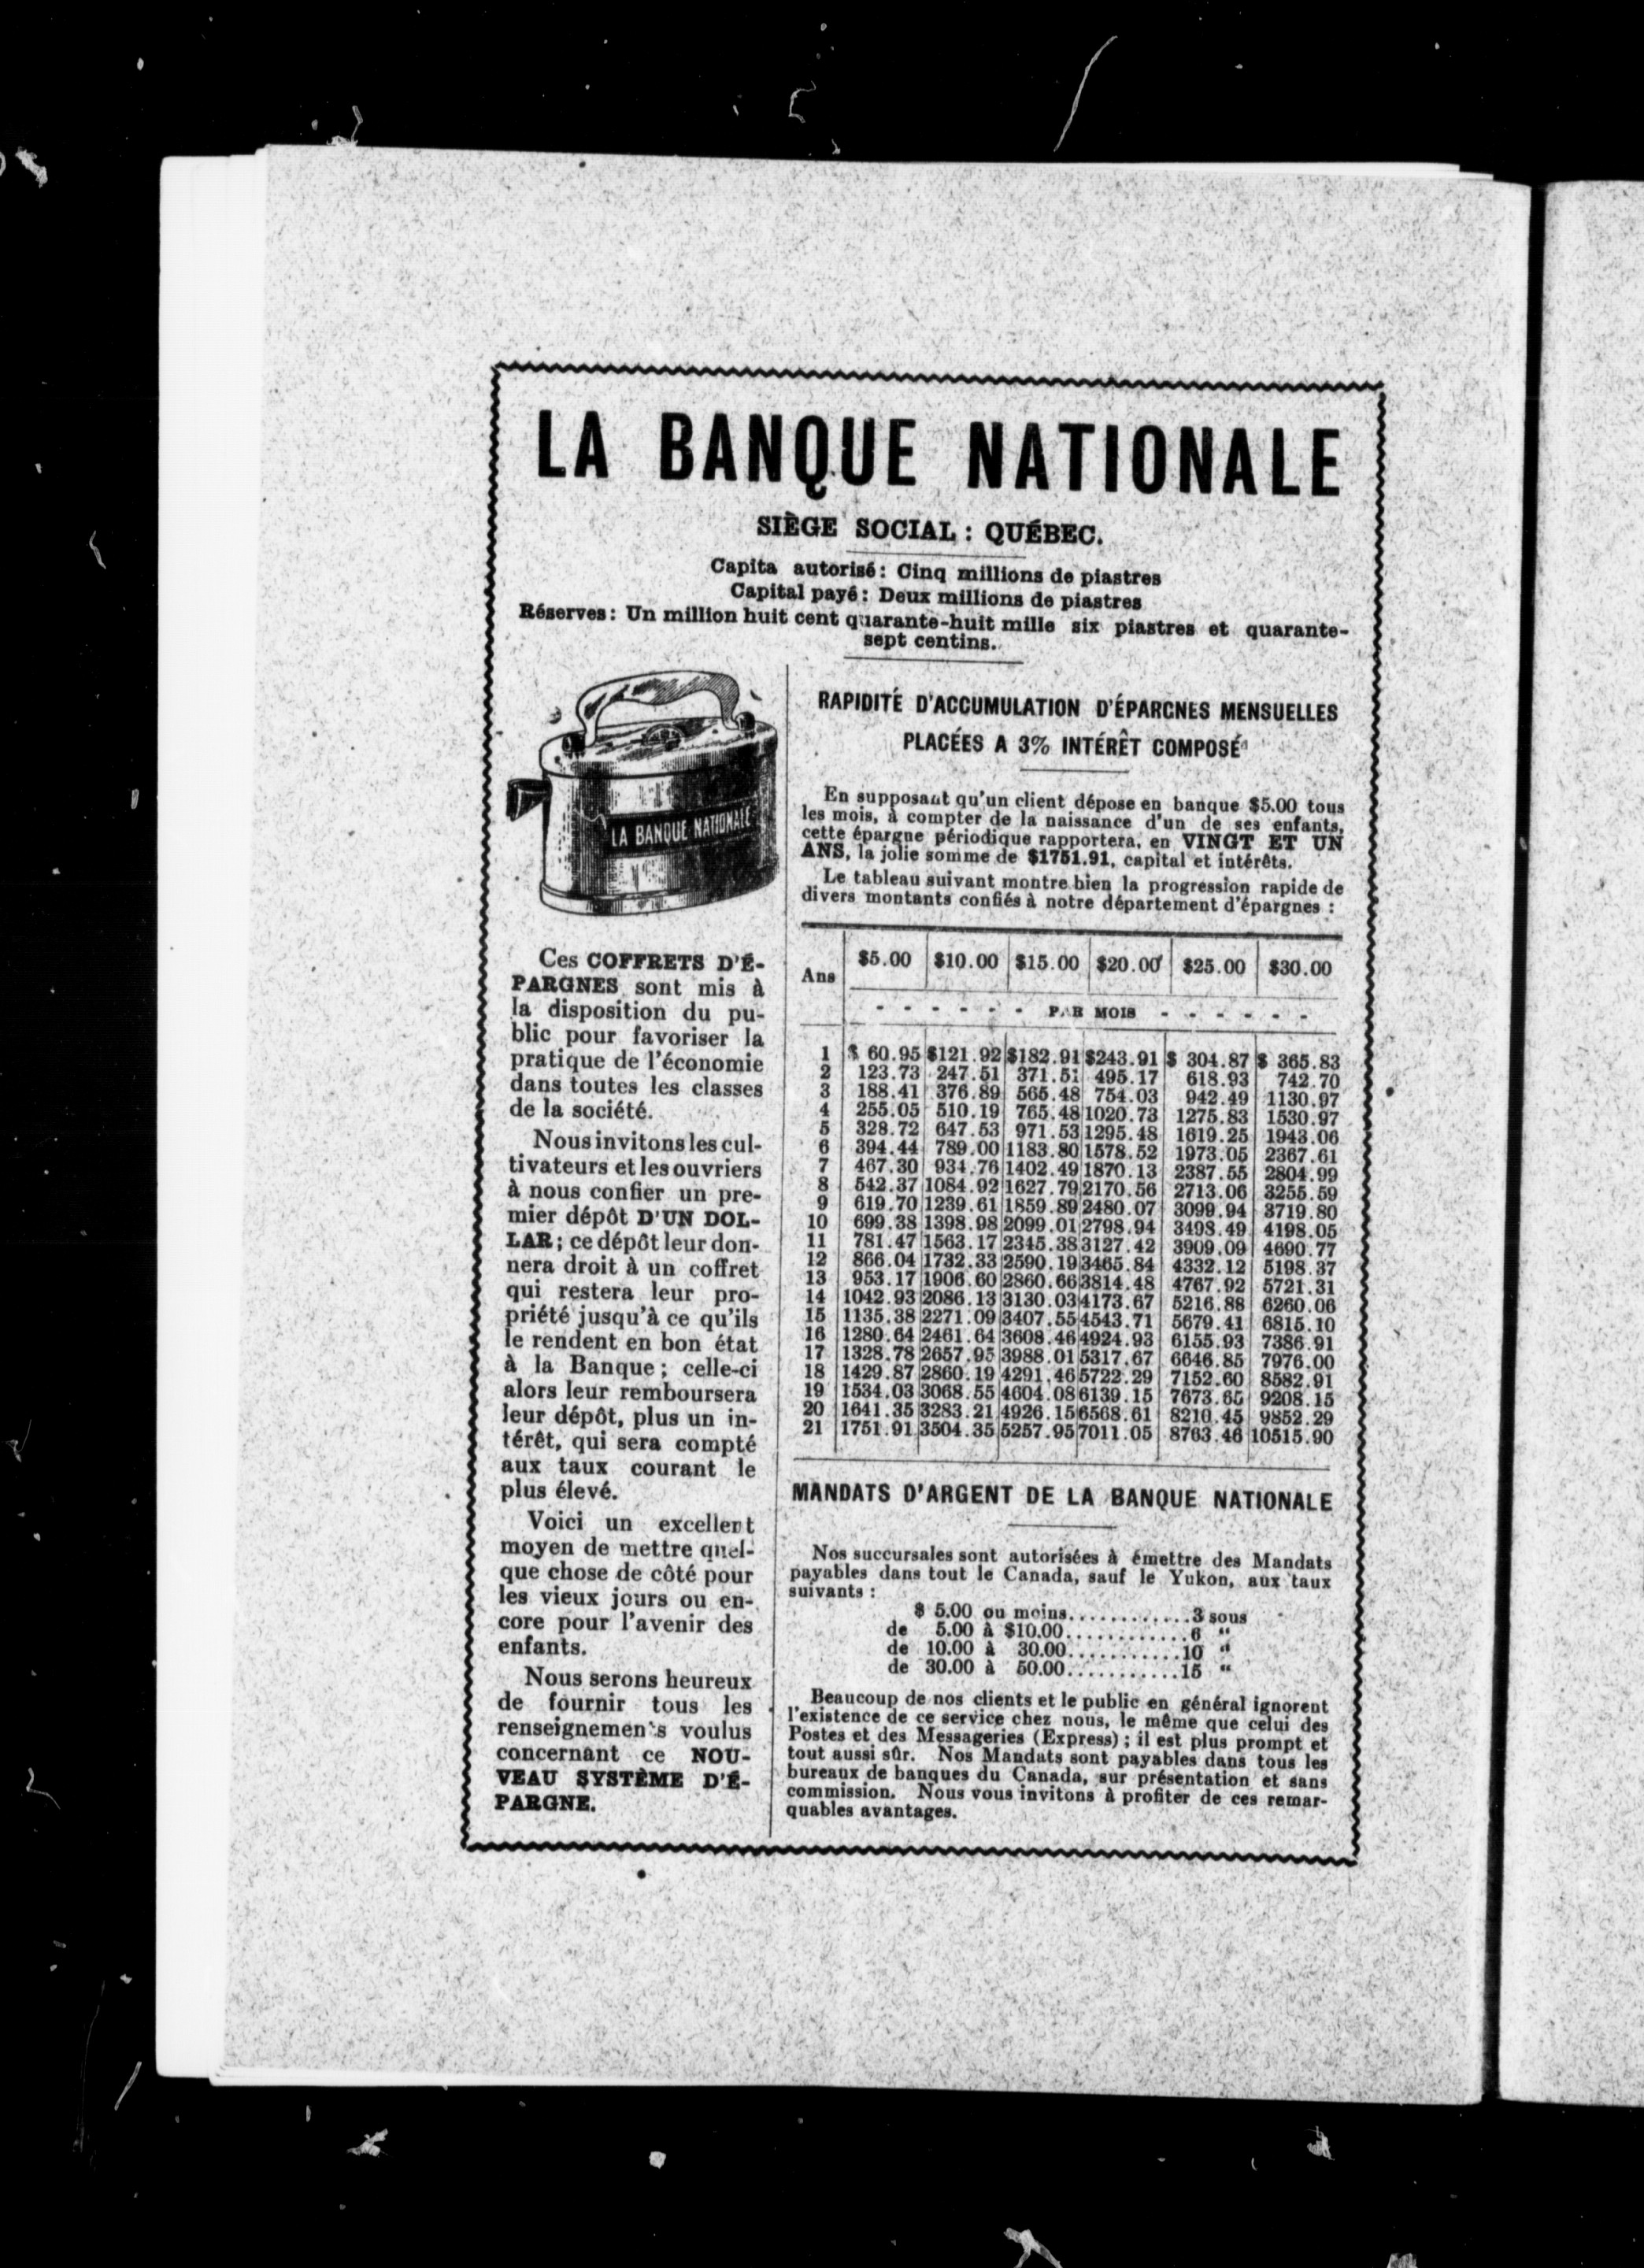 LA BANQUE NATIONALE
SIÈGE SOCIAL : QUÉBEC.
Capita autorisé : Cinq millions de piastres
Capital payé : Deux millions de piastres
Réserves : Un million huit cent quarante-huit mille six piastres et quarante-
sept centins.
LA BANQUE NATIONALE
Ces COFFRETS D'É-
PARGNES sont mis à
la disposition du pu-
blic pour favoriser la
pratique de l'économie
dans toutes les classes
de la société.
Nous invitons les cul-
tivateurs et les ouvriers
à nous confier un pre-
mier dépôt D'UN DOL-
LAR ; ce dépôt leur don-
nera droit à un coffret
qui restera leur pro-
priété jusqu'à ce qu'ils
le rendent en bon état
à la Banque ; celle-ci
alors leur remboursera
leur dépôt, plus un in-
térêt, qui sera compté
aux taux courant le
plus élevé.
Voici un excellent
moyen de mettre quel-
que chose de côté pour
les vieux jours ou en-
core pour l'avenir des
enfants.
Nous serons heureux
de fournir tous les
renseignements voulus
concernant ce NOU-
VEAU SYSTÈME D'É-
PARGNE.
RAPIDITÉ D'ACCUMULATION D'ÉPARGNES MENSUELLES
PLACÉES A 3% INTÉRÊT COMPOSÉ
En supposant qu'un client dépose en banque $5.00 tous
les mois, à compter de la naissance d'un de ses enfants,
cette épargne périodique rapportera, en VINGT ET UN
ANS, la jolie somme de $1751.91, capital et intérêts.
Le tableau suivant montre bien la progression rapide de
divers montants confiés à notre département d'épargnes :
Ans $5.00 $10.00 $15.00 $20.00 $25.00 $30.00
- - - - - - PAR MOIS - - - - - -
1 $ 60.95 $121.92 $182.91 $243.91 $ 304.87 $ 365.83
2 123.73 247.51 371.51 495.17 618.93 742.70
3 188.41 376.89 565.48 754.03 942.49 1130.97
4 255.05 510.19 765.48 1020.73 1275.83 1530.97
5 328.72 647.53 971.53 1295.48 1619.25 1943.06
6 394.44 789.00 1183.80 1578.52 1973.05 2367.61
7 467.30 934.76 1402.49 1870.13 2387.55 2804.99
8 542.37 1084.92 1627.79 2170.56 2713.06 3255.59
9 619.70 1239.61 1859.89 2480.07 3099.94 3719.80
10 699.38 1398.98 2099.01 2798.94 3498.49 4198.05
11 781.47 1563.17 2345.38 3127.42 3909.09 4690.77
12 866.04 1732.33 2590.19 3465.84 4332.12 5198.37
13 953.17 1906.60 2860.66 3814.48 4767.92 5721.31
14 1042.93 2086.13 3130.03 4173.67 5216.88 6260.06
15 1135.38 2271.09 3407.55 4543.71 5679.41 6815.10
16 1280.64 2461.64 3608.46 4924.93 6155.93 7386.91
17 1328.78 2657.95 3988.01 5317.67 6646.85 7976.00
18 1429.87 2860.19 4291.46 5722.29 7152.60 8582.91
19 1534.03 3068.55 4604.08 6139.15 7673.65 9208.15
20 1641.35 3283.21 4926.15 6568.61 8210.45 9852.29
21 1751.91 3504.35 5257.95 7011.05 8763.46 10515.90
MANDATS D'ARGENT DE LA BANQUE NATIONALE
Nos succursales sont autorisées à émettre des Mandats
payables dans tout le Canada, sauf le Yukon, aux taux
suivants :
$ 5.00 ou moins............3 sous
de 5.00 à $10.00............6 "
de 10.00 à 30.00...........10 "
de 30.00 à 50.00...........15 "
Beaucoup de nos clients et le public en général ignorent
l'existence de ce service chez nous, le même que celui des
Postes et des Messageries (Express) ; il est plus prompt et
tout aussi sûr. Nos Mandats sont payables dans tous les
bureaux de banques du Canada, sur présentation et sans
commission. Nous vous invitons à profiter de ces remar-
quables avantages.